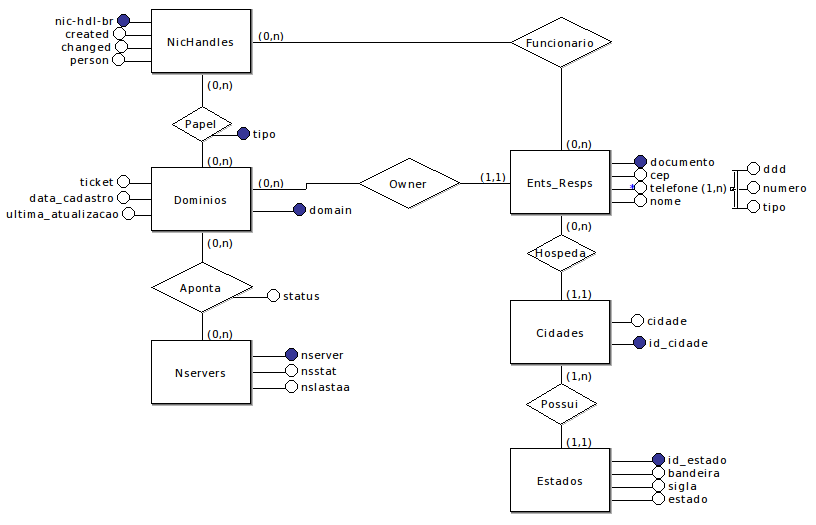 nic-hdl-br
created
changed
person
NicHandles
(0,n)
Funcionario
(0,n)
Papel
tipo
(0,n)
(0,n)
ticket
data_cadastro
ultima_atualizacao
Dominios
(0,n)
domain
Owner
(1,1)
Ents_Resps
documento
cep
* telefone (1,n)
nome
ddd
numero
tipo
(0,n)
(0,n)
Hospeda
Aponta
status
(1,1)
(0,n)
Cidades
cidade
id_cidade
Nservers
nserver
nsstat
nslastaa
(1,n)
Possui
(1,1)
Estados
id_estado
bandeira
sigla
estado